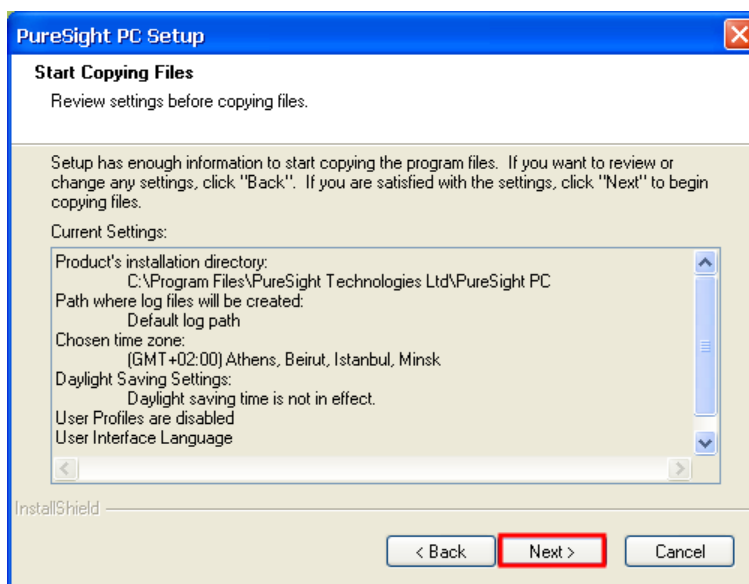 PureSight PC Setup
Start Copying Files
Review settings before copying files.
Setup has enough information to start copying the program files.  If you want to review or
change any settings, click "Back".  If you are satisfied with the settings, click "Next" to begin
copying files.
Current Settings:
Product's installation directory:
C:\Program Files\PureSight Technologies Ltd\PureSight PC
Path where log files will be created:
Default log path
Chosen time zone:
(GMT+02:00) Athens, Beirut, Istanbul, Minsk
Daylight Saving Settings:
Daylight saving time is not in effect.
User Profiles are disabled
User Interface Language
InstallShield
< Back
Next >
Cancel